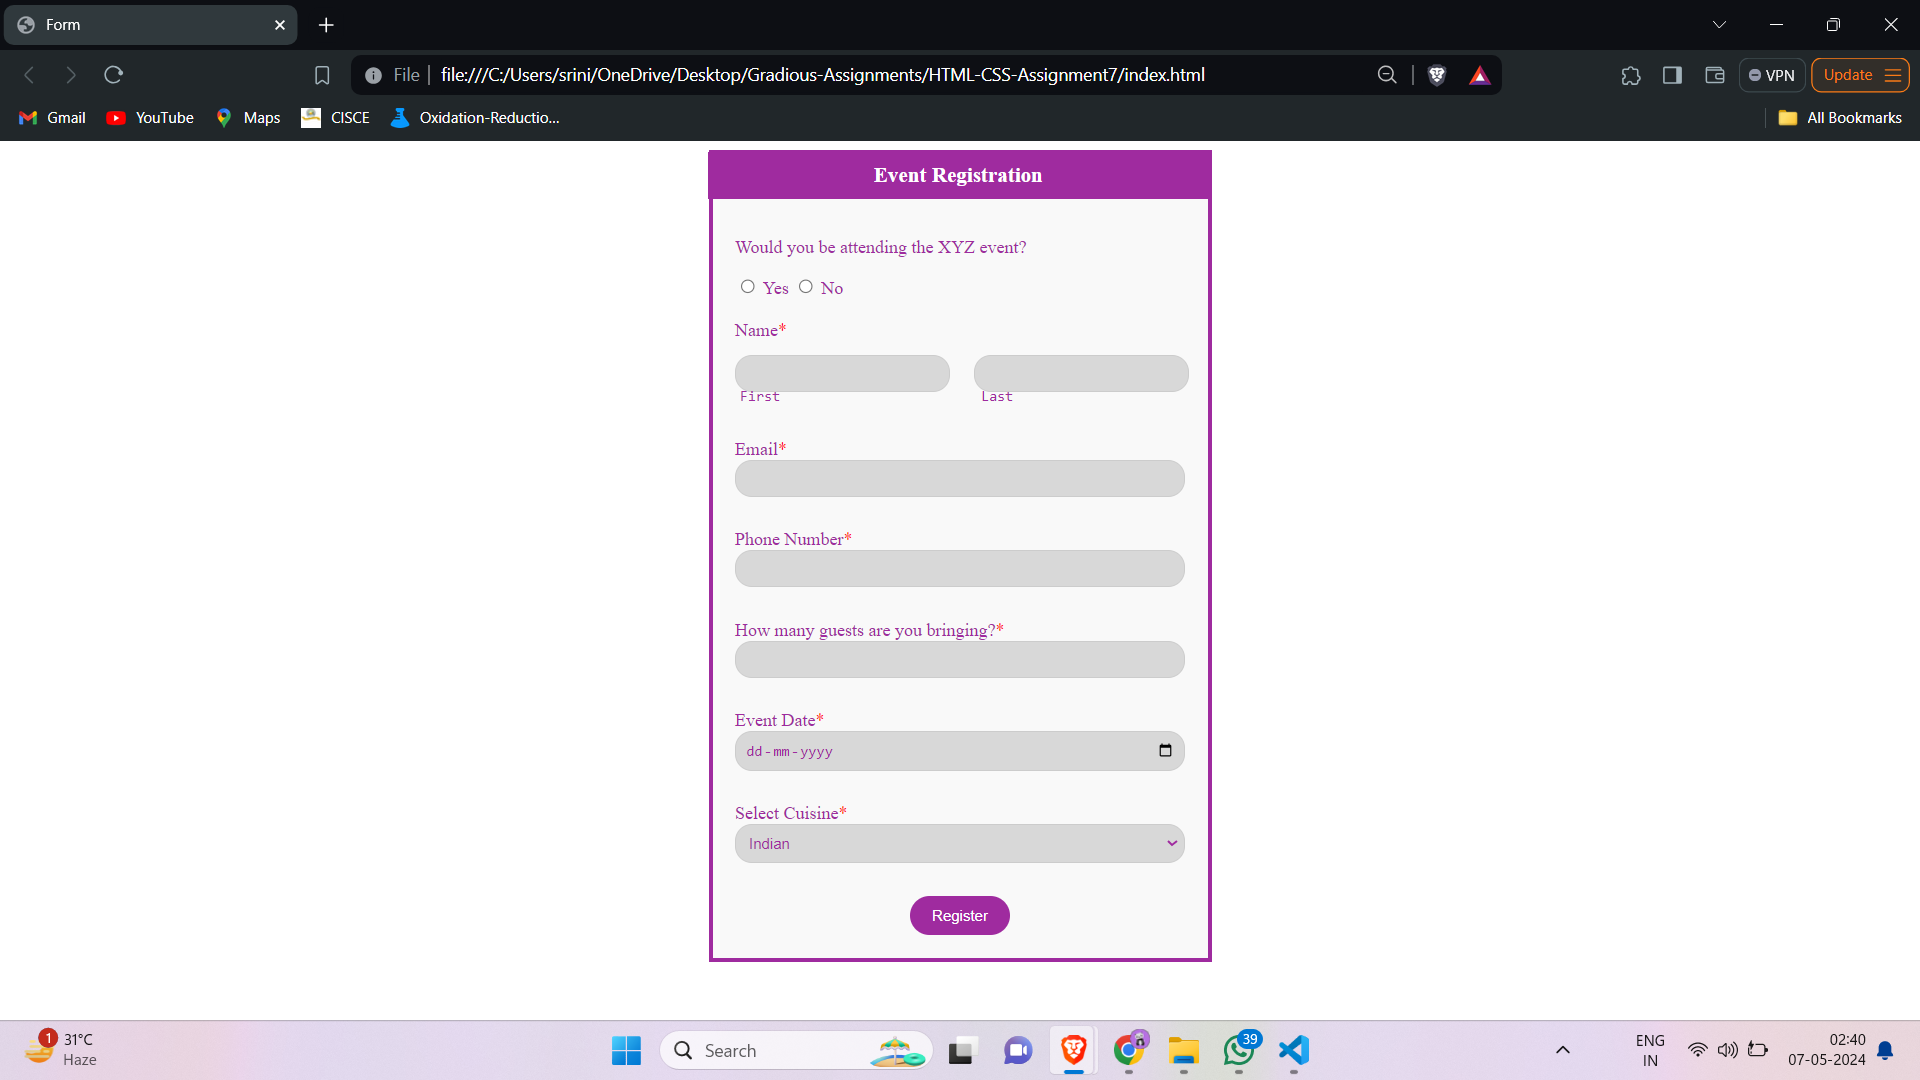 Form
File file:///C:/Users/srini/OneDrive/Desktop/Gradious-Assignments/HTML-CSS-Assignment7/index.html VPN Update
Gmail YouTube Maps CISCE Oxidation-Reductio... All Bookmarks
Event Registration
Would you be attending the XYZ event?
Yes No
Name*
First Last
Email*
Phone Number*
How many guests are you bringing?*
Event Date*
dd-mm-yyyy
Select Cuisine*
Indian
Register
1 31°C
Haze
Search
39
ENG
IN
02:40
07-05-2024